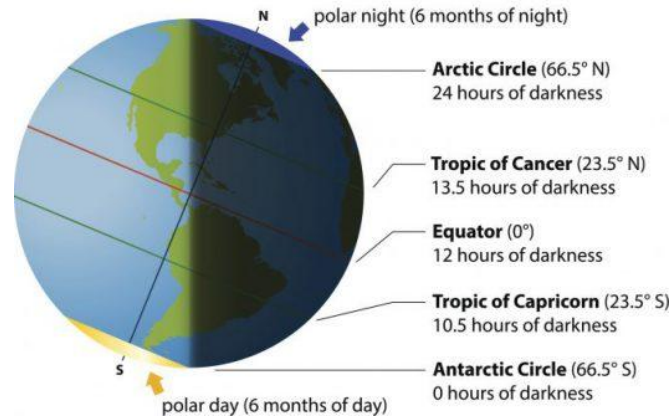 N
polar night (6 months of night)
Arctic Circle (66.5° N)
24 hours of darkness
Tropic of Cancer (23.5° N)
13.5 hours of darkness
Equator (0°)
12 hours of darkness
Tropic of Capricorn (23.5° S)
10.5 hours of darkness
Antarctic Circle (66.5° S)
0 hours of darkness
S
polar day (6 months of day)